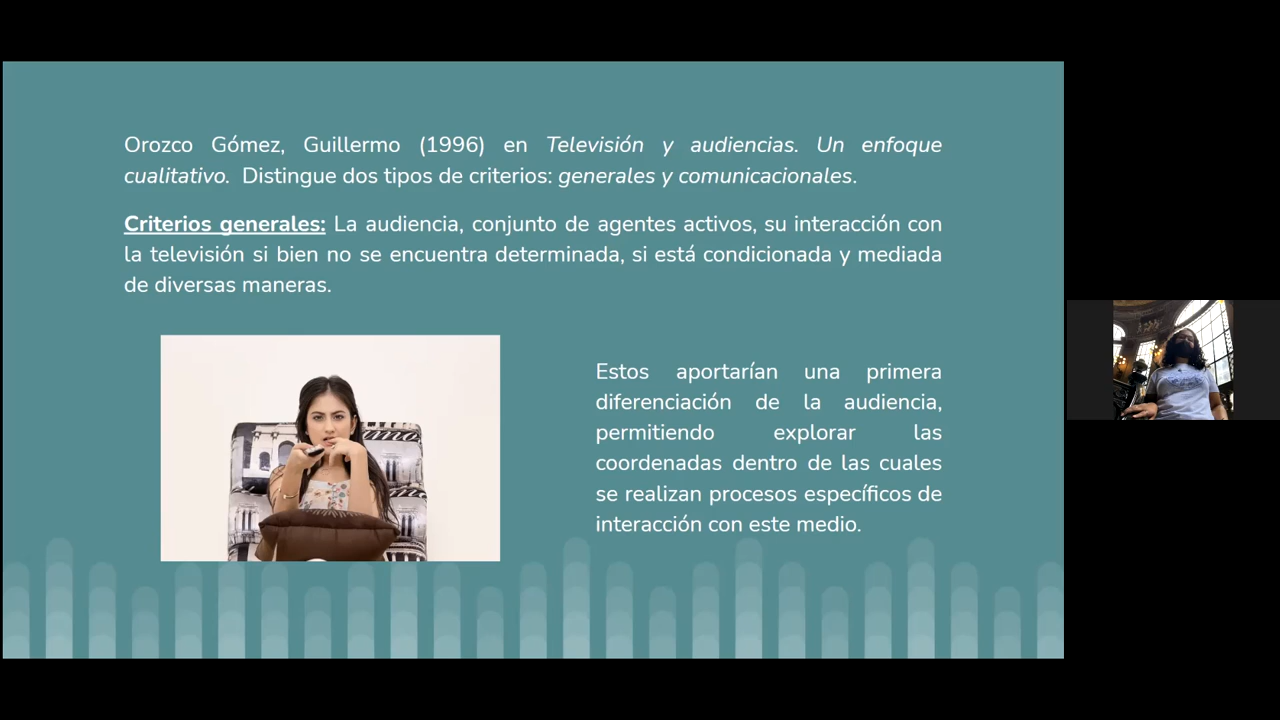 Orozco Gómez, Guillermo (1996) en Televisión y audiencias. Un enfoque
cualitativo. Distingue dos tipos de criterios: generales y comunicacionales.
Criterios generales: La audiencia, conjunto de agentes activos, su interacción con
la televisión si bien no se encuentra determinada, si está condicionada y mediada
de diversas maneras.
Estos aportarían una primera
diferenciación de la audiencia,
permitiendo explorar las
coordenadas dentro de las cuales
se realizan procesos específicos de
interacción con este medio.